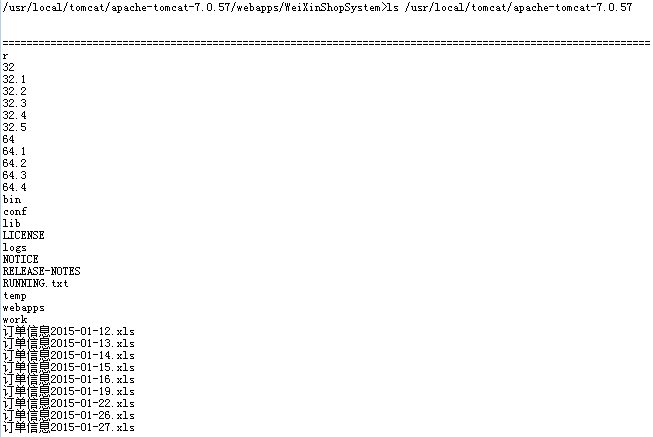 /usr/local/tomcat/apache-tomcat-7.0.57/webapps/WeiXinShopSystem>ls /usr/local/tomcat/apache-tomcat-7.0.57
================================================================================================================
r
32
32.1
32.2
32.3
32.4
32.5
64
64.1
64.2
64.3
64.4
bin
conf
lib
LICENSE
logs
NOTICE
RELEASE-NOTES
RUNNING.txt
temp
webapps
work
订单信息2015-01-12.xls
订单信息2015-01-13.xls
订单信息2015-01-14.xls
订单信息2015-01-15.xls
订单信息2015-01-16.xls
订单信息2015-01-19.xls
订单信息2015-01-22.xls
订单信息2015-01-26.xls
订单信息2015-01-27.xls